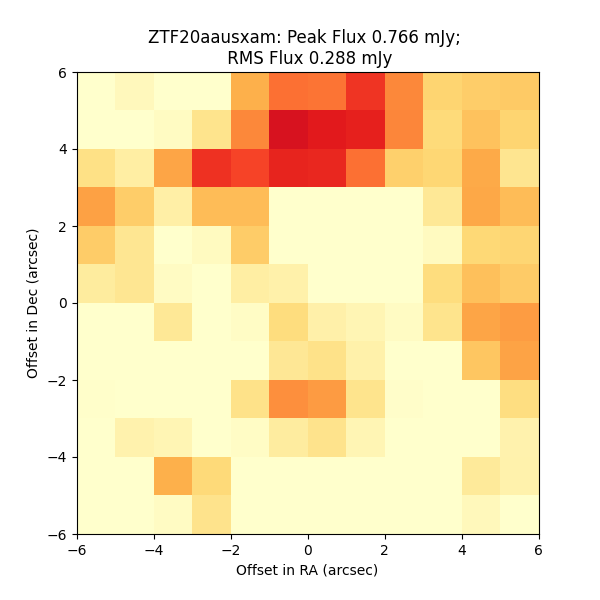 ZTF20aausxam: Peak Flux 0.766 mJy;
RMS Flux 0.288 mJy
6
4
2
0
−2
−4
−6
Offset in Dec (arcsec)
−6 −4 −2 0 2 4 6
Offset in RA (arcsec)